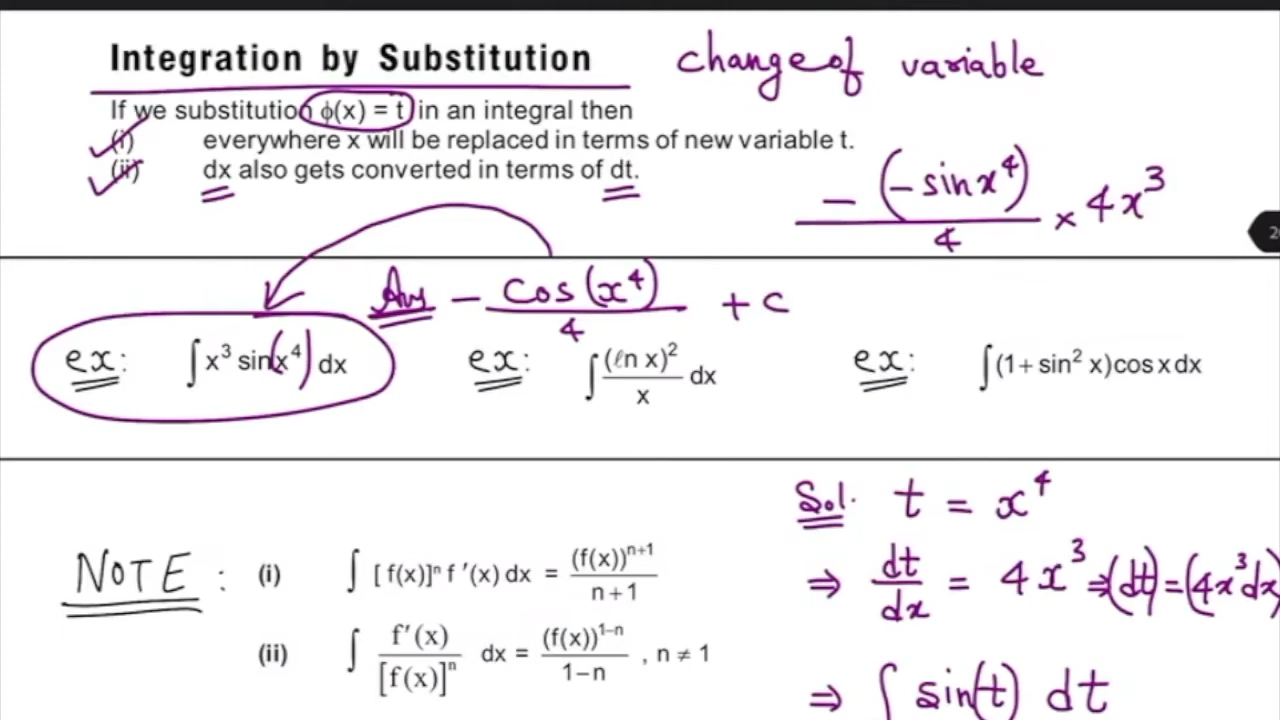 Integration by Substitution change of variable
If we substitution ϕ(x) = t in an integral then
(i) everywhere x will be replaced in terms of new variable t.
(ii) dx also gets converted in terms of dt.
− (−sin x⁴)/4 × 4x³
Ans − cos(x⁴)/4 + c
ex: ∫ x³ sin(x⁴) dx ex: ∫ (ℓn x)²/x dx ex: ∫(1+ sin² x)cos x dx
Sol. t = x⁴
NOTE : (i) ∫ [ f(x)]ⁿ f '(x) dx = (f(x))ⁿ⁺¹/n+1
⇒ dt/dx = 4x³ ⇒ (dt) = (4x³dx)
(ii) ∫ f′(x)/[f(x)]ⁿ dx = (f(x))¹⁻ⁿ/1−n , n ≠ 1
⇒ ∫ sin(t) dt